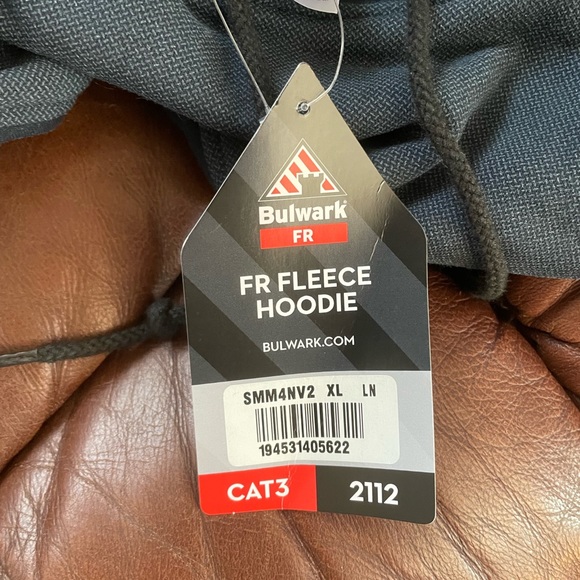 Bulwark
FR
FR FLEECE
HOODIE
BULWARK.COM
SMM4NV2 XL LN
194531405622
CAT3 2112